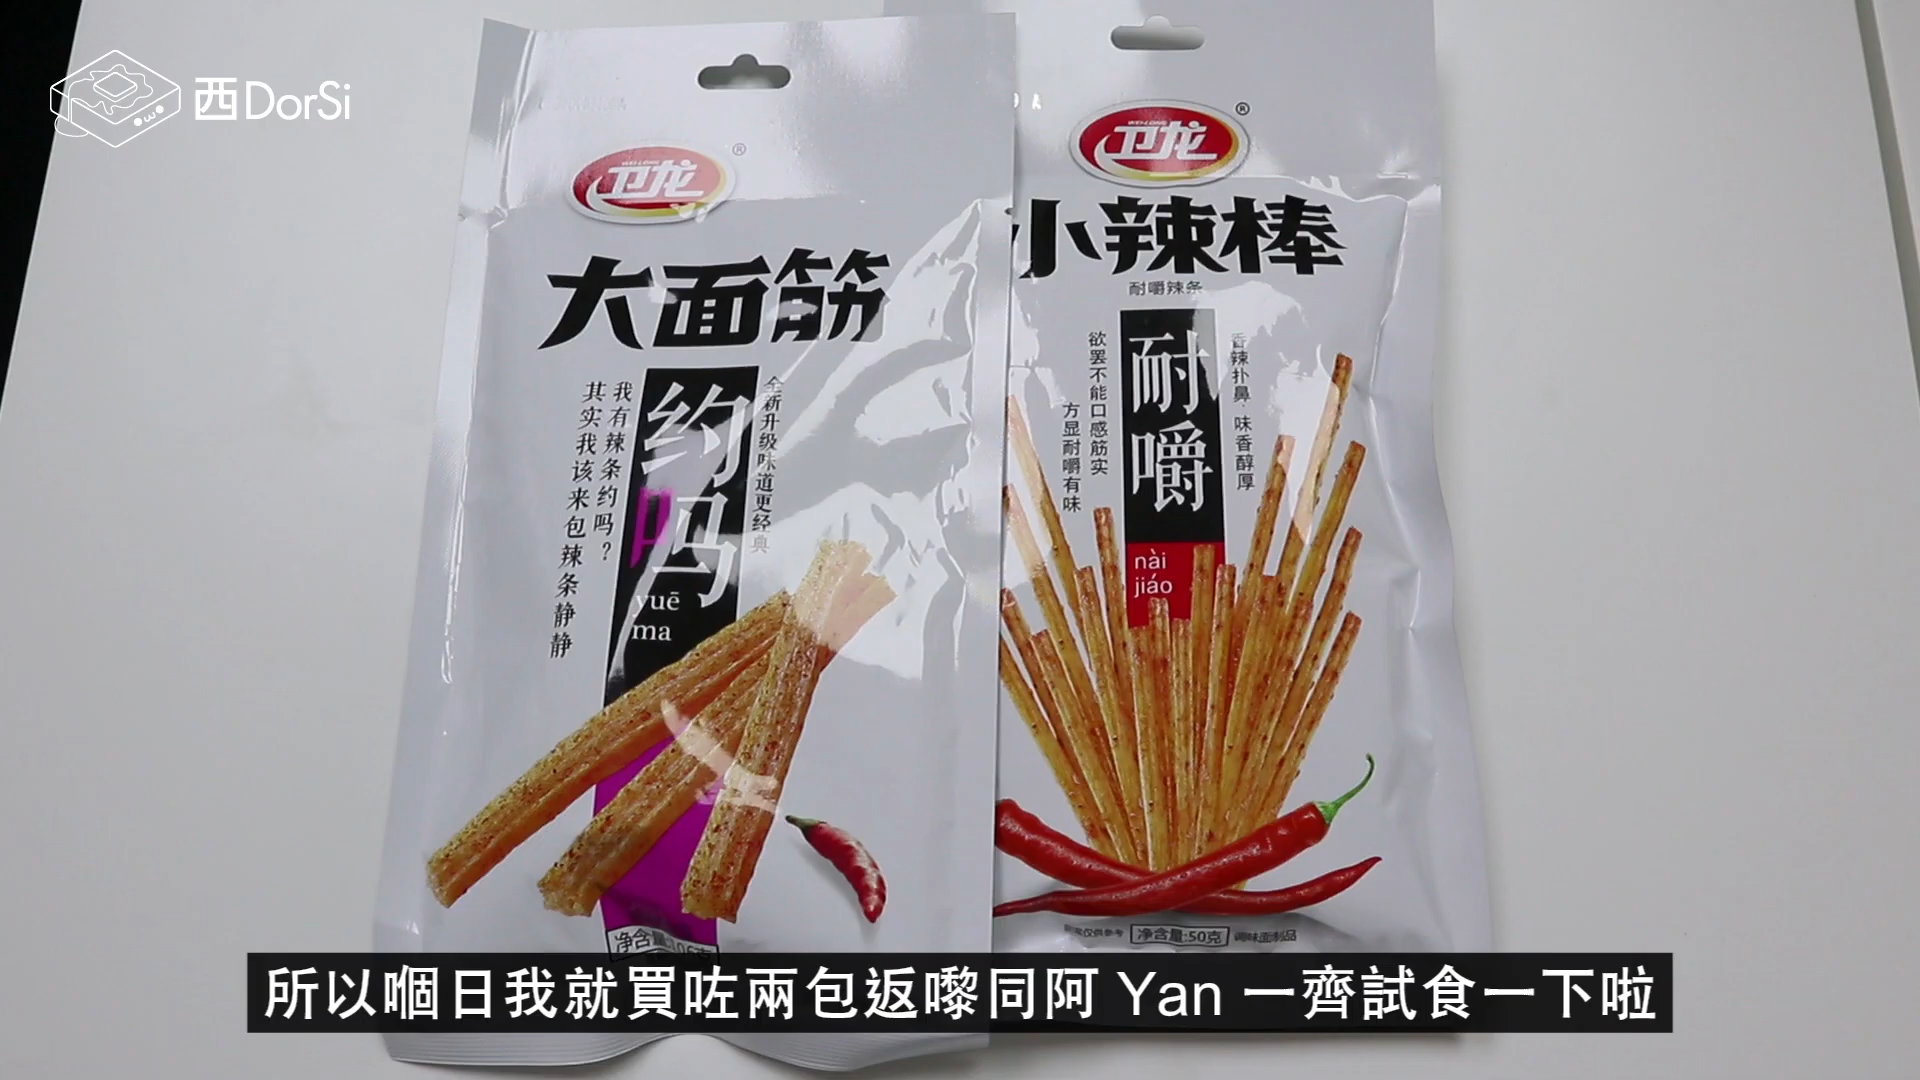 西DorSi
卫龙
®
大面筋
约吗
yuē
ma
全新升级味道更经典
我有辣条约吗？
其实我该来包辣条静静
卫龙
®
小辣棒
耐嚼辣条
耐嚼
nài
jiáo
香辣扑鼻·味香醇厚
欲罢不能口感筋实
方显耐嚼有味
净含量:50克
调味面制品
所以嗰日我就買咗兩包返嚟同阿 Yan 一齊試食一下啦